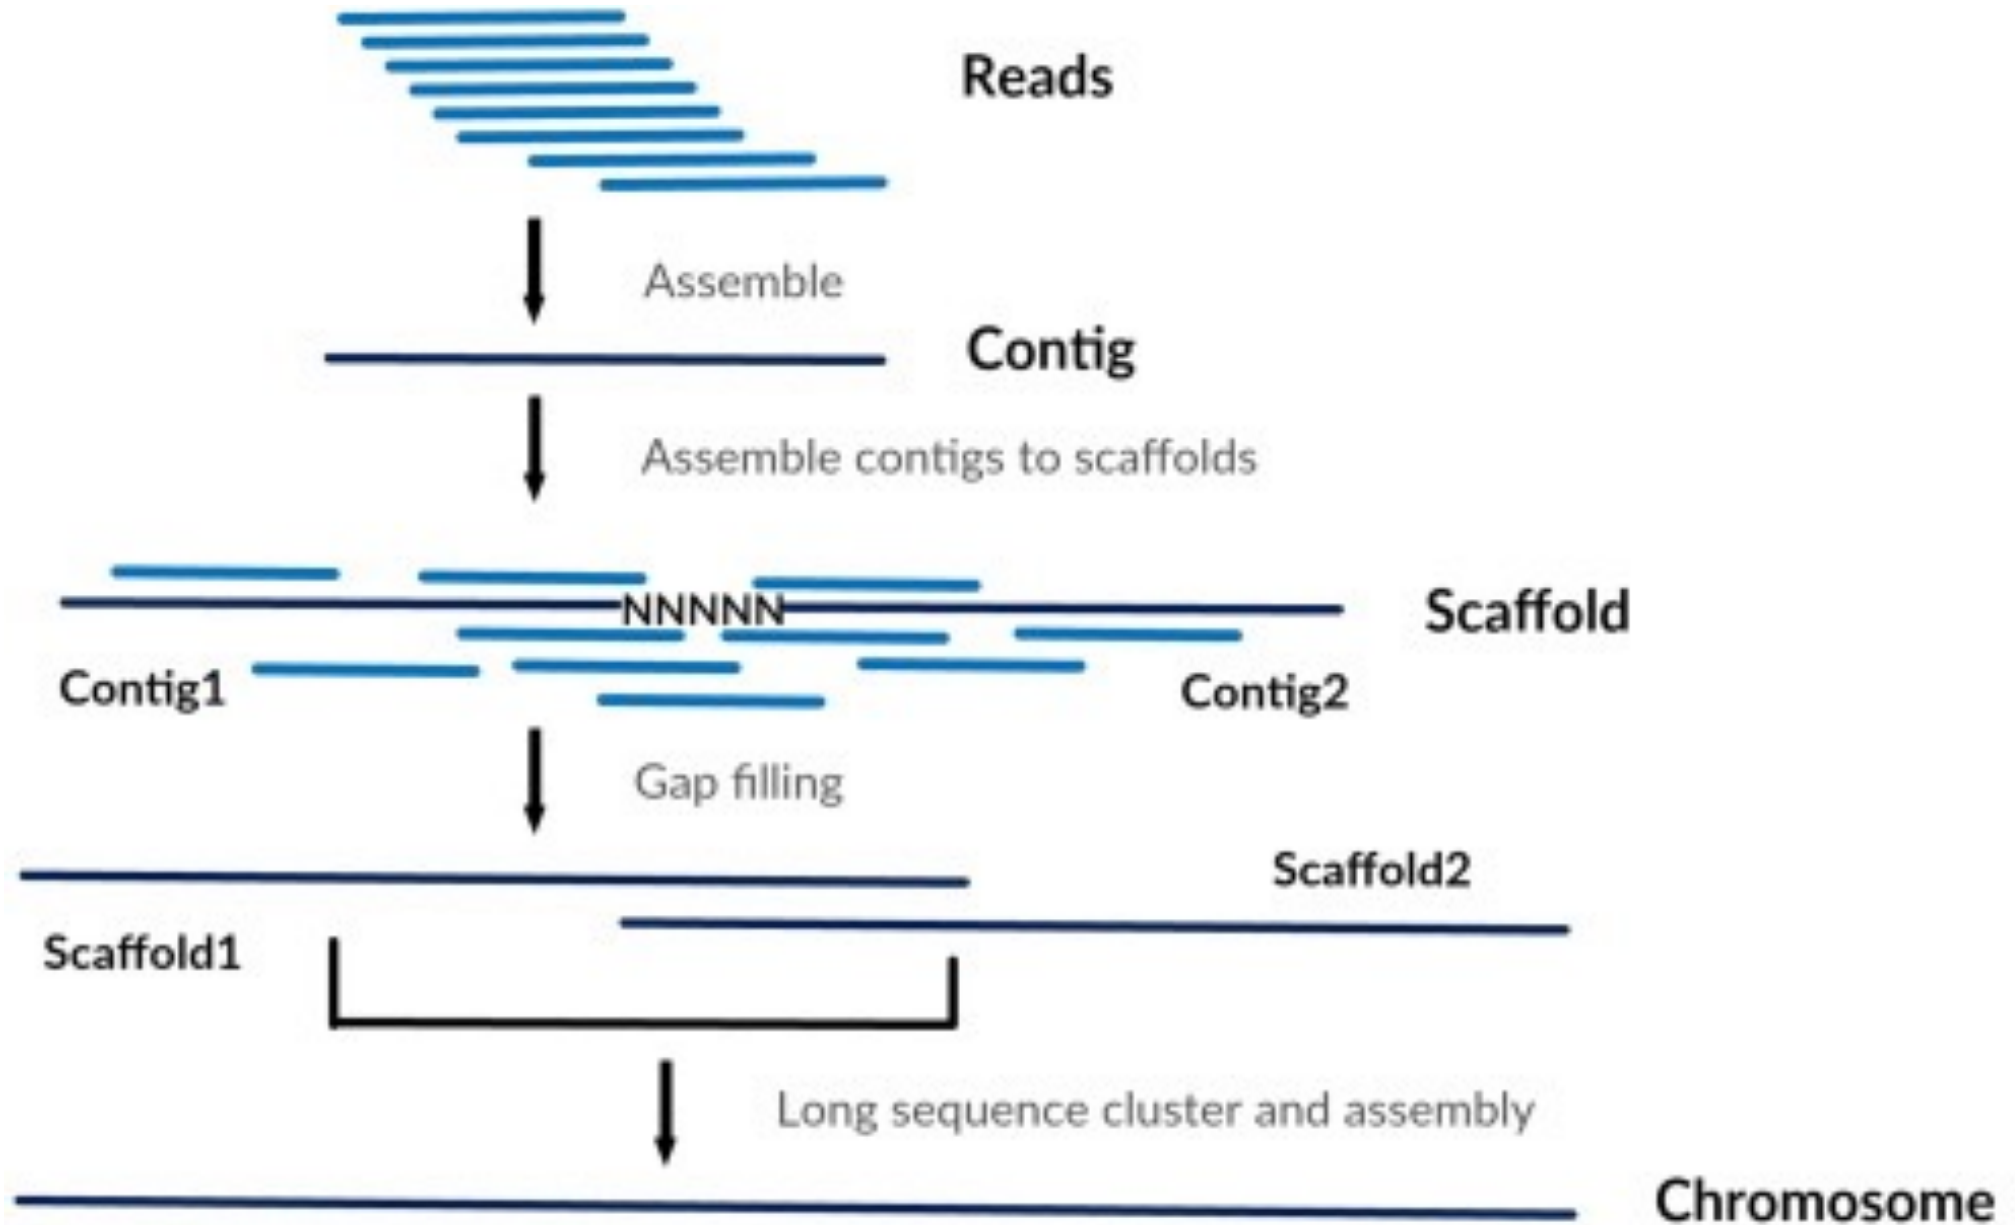 Reads
Assemble
Contig
Assemble contigs to scaffolds
NNNNN
Scaffold
Contig1
Contig2
Gap filling
Scaffold2
Scaffold1
Long sequence cluster and assembly
Chromosome